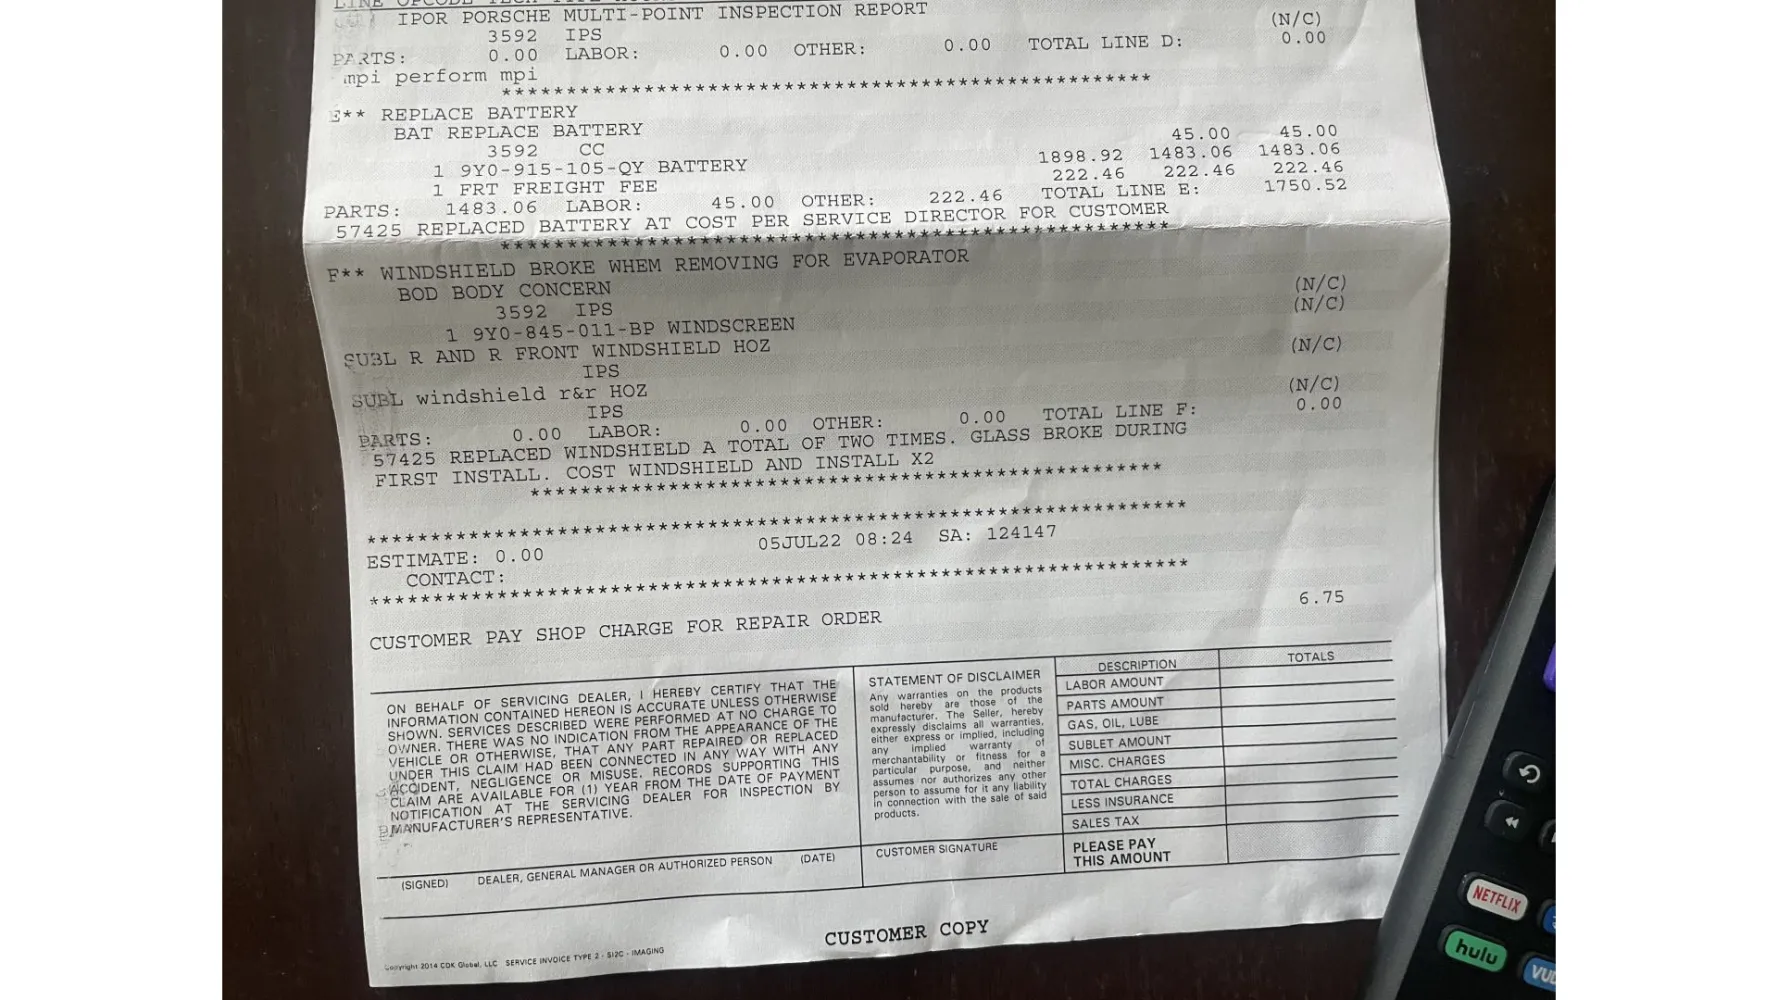 LINE OPCODE TECH TYPE
IPOR PORSCHE MULTI-POINT INSPECTION REPORT
3592 IPS (N/C)
PARTS: 0.00 LABOR: 0.00 OTHER: 0.00 TOTAL LINE D: 0.00
mpi perform mpi
****************************************************
E** REPLACE BATTERY
BAT REPLACE BATTERY
3592 CC 45.00 45.00
1 9Y0-915-105-QY BATTERY 1898.92 1483.06 1483.06
1 FRT FREIGHT FEE 222.46 222.46 222.46
PARTS: 1483.06 LABOR: 45.00 OTHER: 222.46 TOTAL LINE E: 1750.52
57425 REPLACED BATTERY AT COST PER SERVICE DIRECTOR FOR CUSTOMER
****************************************************
F** WINDSHIELD BROKE WHEM REMOVING FOR EVAPORATOR
BOD BODY CONCERN
3592 IPS (N/C)
1 9Y0-845-011-BP WINDSCREEN (N/C)
SUBL R AND R FRONT WINDSHIELD HOZ
IPS (N/C)
SUBL windshield r&r HOZ
IPS (N/C)
PARTS: 0.00 LABOR: 0.00 OTHER: 0.00 TOTAL LINE F: 0.00
57425 REPLACED WINDSHIELD A TOTAL OF TWO TIMES. GLASS BROKE DURING
FIRST INSTALL. COST WINDSHIELD AND INSTALL X2
****************************************************
****************************************************************
ESTIMATE: 0.00 05JUL22 08:24 SA: 124147
CONTACT:
****************************************************************
CUSTOMER PAY SHOP CHARGE FOR REPAIR ORDER 6.75
ON BEHALF OF SERVICING DEALER, I HEREBY CERTIFY THAT THE
INFORMATION CONTAINED HEREON IS ACCURATE UNLESS OTHERWISE
SHOWN. SERVICES DESCRIBED WERE PERFORMED AT NO CHARGE TO
OWNER. THERE WAS NO INDICATION FROM THE APPEARANCE OF THE
VEHICLE OR OTHERWISE, THAT ANY PART REPAIRED OR REPLACED
UNDER THIS CLAIM HAD BEEN CONNECTED IN ANY WAY WITH ANY
ACCIDENT, NEGLIGENCE OR MISUSE. RECORDS SUPPORTING THIS
CLAIM ARE AVAILABLE FOR (1) YEAR FROM THE DATE OF PAYMENT
NOTIFICATION AT THE SERVICING DEALER FOR INSPECTION BY
MANUFACTURER'S REPRESENTATIVE.
(SIGNED) DEALER, GENERAL MANAGER OR AUTHORIZED PERSON (DATE)
STATEMENT OF DISCLAIMER
Any warranties on the products
sold hereby are those of the
manufacturer. The Seller, hereby
expressly disclaims all warranties,
either express or implied, including
any implied warranty of
merchantability or fitness for a
particular purpose, and neither
assumes nor authorizes any other
person to assume for it any liability
in connection with the sale of said
products.
CUSTOMER SIGNATURE
DESCRIPTION TOTALS
LABOR AMOUNT
PARTS AMOUNT
GAS, OIL, LUBE
SUBLET AMOUNT
MISC. CHARGES
TOTAL CHARGES
LESS INSURANCE
SALES TAX
PLEASE PAY
THIS AMOUNT
Copyright 2014 CDK Global, LLC SERVICE INVOICE TYPE 2 - SI2C - IMAGING
CUSTOMER COPY
NETFLIX
hulu
VUD